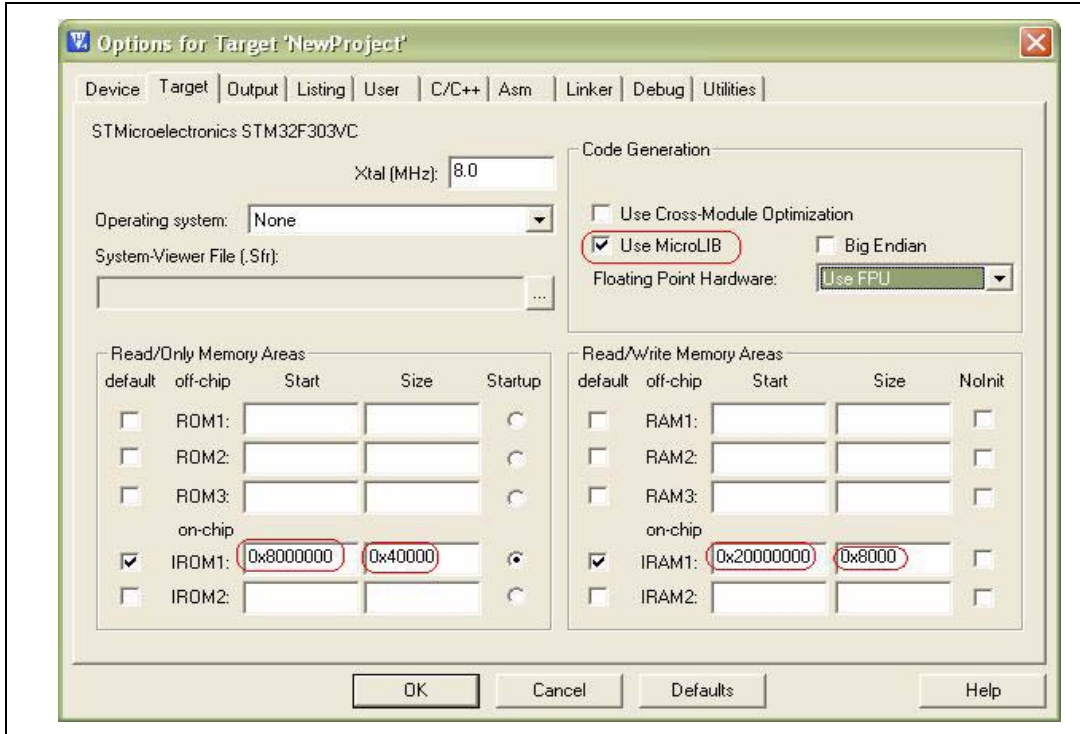 Options for Target 'NewProject'
Device Target Output Listing User C/C++ Asm Linker Debug Utilities
STMicroelectronics STM32F303VC
Xtal (MHz): 8.0
Operating system: None
System-Viewer File (.Sfr):
...
Code Generation
Use Cross-Module Optimization
Use MicroLIB Big Endian
Floating Point Hardware: Use FPU
Read/Only Memory Areas
default off-chip Start Size Startup
ROM1:
ROM2:
ROM3:
on-chip
IROM1: 0x8000000 0x40000
IROM2:
Read/Write Memory Areas
default off-chip Start Size NoInit
RAM1:
RAM2:
RAM3:
on-chip
IRAM1: 0x20000000 0x8000
IRAM2:
OK Cancel Defaults Help